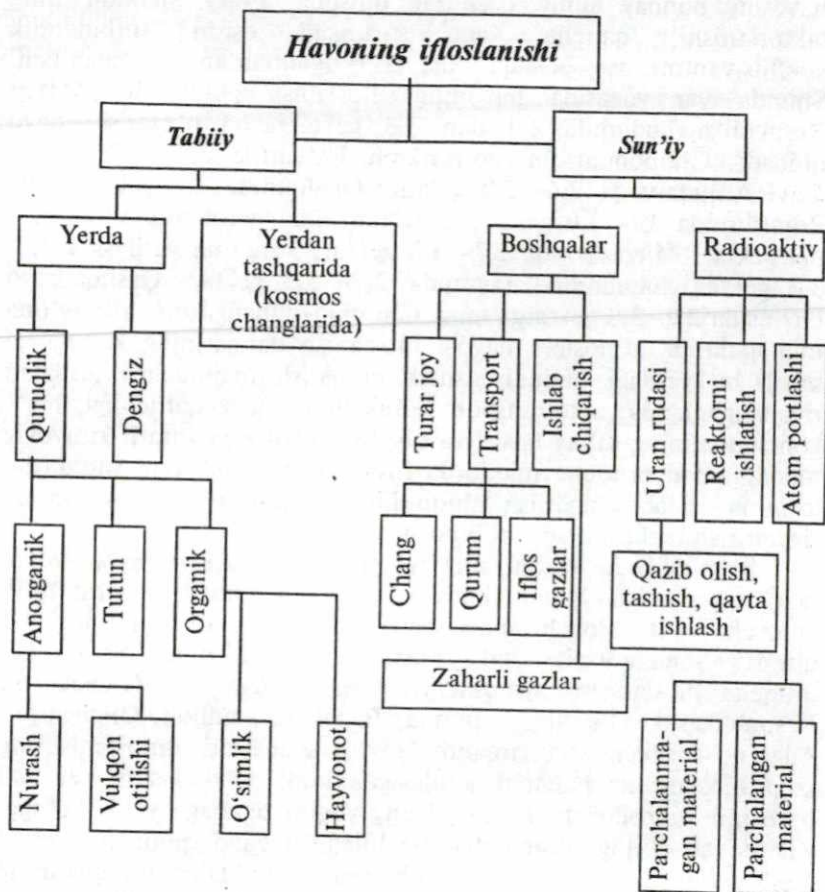 Havoning ifloslanishi
Tabiiy
Sun'iy
Yerda
Yerdan
tashqarida
(kosmos
changlarida)
Boshqalar
Radioaktiv
Quruqlik
Dengiz
Turar joy
Transport
Ishlab
chiqarish
Uran rudasi
Reaktorni
ishlatish
Atom portlashi
Anorganik
Tutun
Organik
Chang
Qurum
Iflos
gazlar
Qazib olish,
tashish, qayta
ishlash
Zaharli gazlar
Nurash
Vulqon
otilishi
O‘simlik
Hayvonot
Parchalanma-
gan material
Parchalangan
material